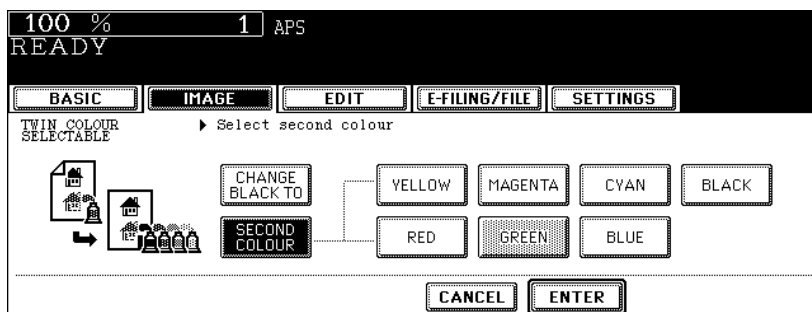 100 % 1 APS
READY
BASIC IMAGE EDIT E-FILING/FILE SETTINGS
TWIN COLOUR SELECTABLE
Select second colour
CHANGE BLACK TO
YELLOW MAGENTA CYAN BLACK
SECOND COLOUR
RED GREEN BLUE
CANCEL ENTER